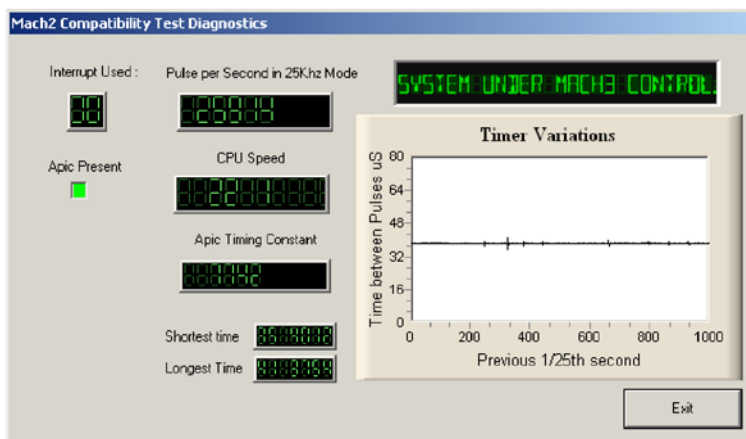 Mach2 Compatibility Test Diagnostics
Interrupt Used :
Pulse per Second in 25Khz Mode
SYSTEM UNDER MACH3 CONTROL.
Apic Present
CPU Speed
Apic Timing Constant
Shortest time
Longest Time
Timer Variations
Time between Pulses uS
80
64
48
32
16
0
0
200
400
600
800
1000
Previous 1/25th second
Exit